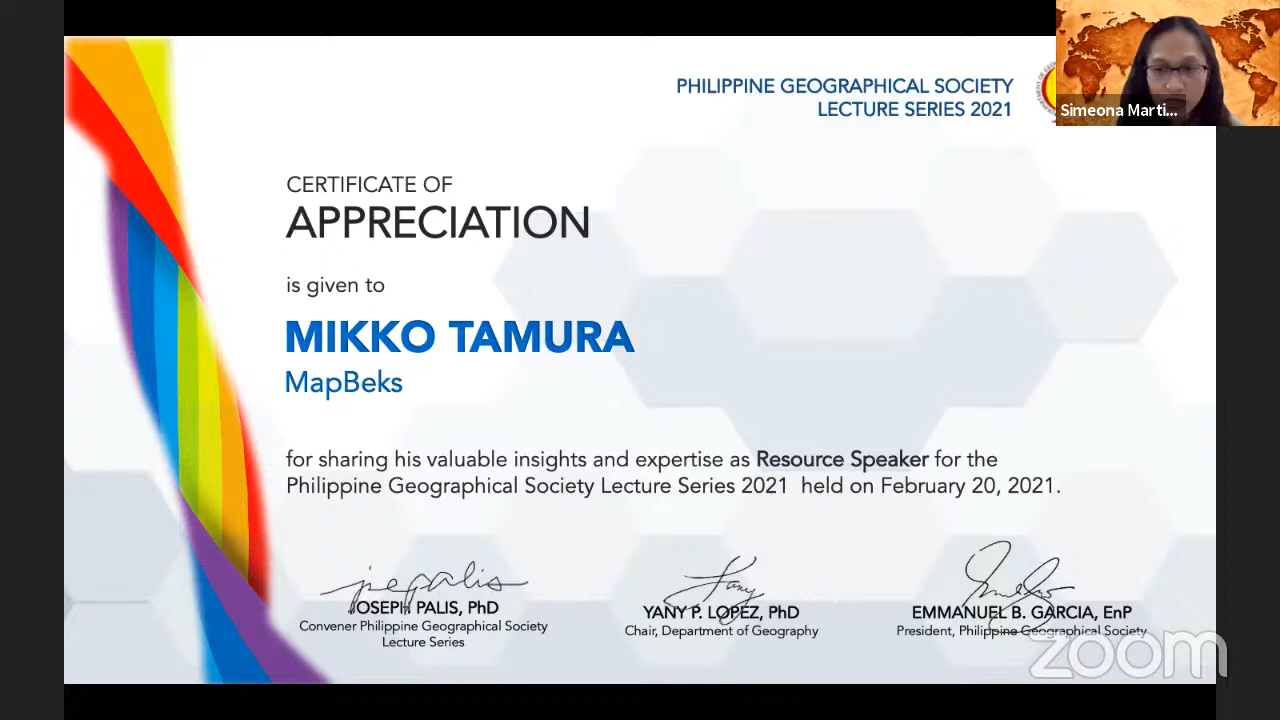 PHILIPPINE GEOGRAPHICAL SOCIETY
LECTURE SERIES 2021
Simeona Marti...
CERTIFICATE OF
APPRECIATION
is given to
MIKKO TAMURA
MapBeks
for sharing his valuable insights and expertise as Resource Speaker for the
Philippine Geographical Society Lecture Series 2021 held on February 20, 2021.
JOSEPH PALIS, PhD
Convener Philippine Geographical Society
Lecture Series
YANY P. LOPEZ, PhD
Chair, Department of Geography
EMMANUEL B. GARCIA, EnP
President, Philippine Geographical Society
zoom